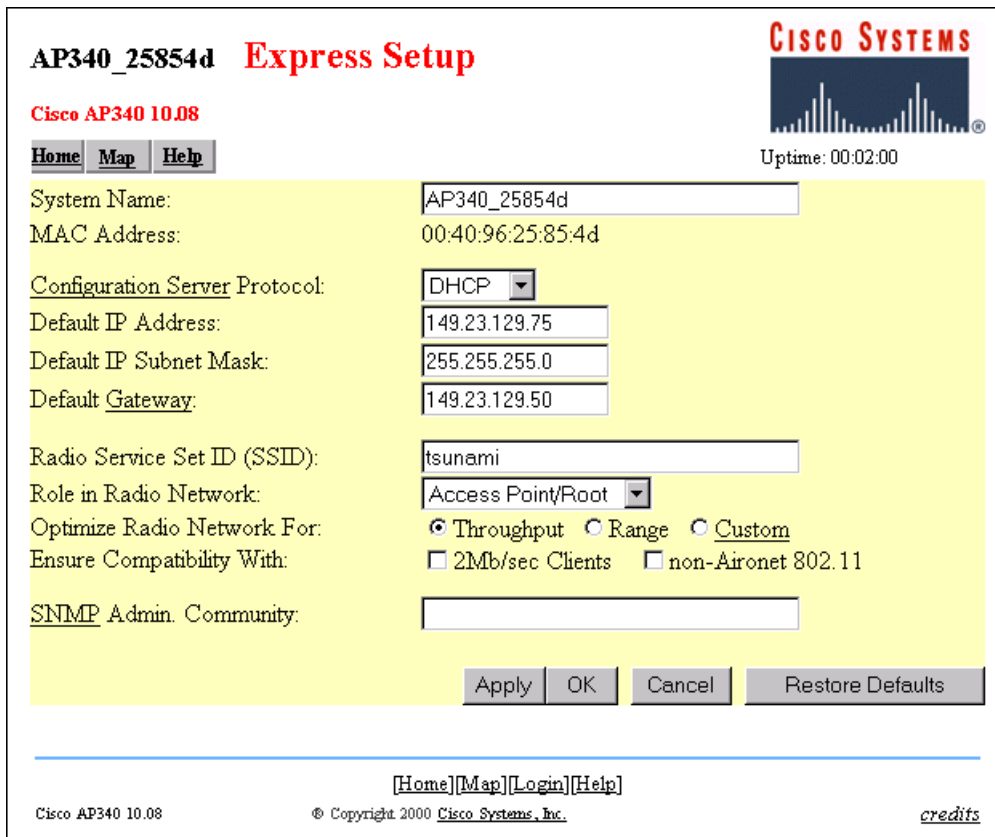 AP340_25854d Express Setup
CISCO SYSTEMS
Cisco AP340 10.08
®
Home Map Help
Uptime: 00:02:00
System Name: AP340_25854d
MAC Address: 00:40:96:25:85:4d
Configuration Server Protocol: DHCP
Default IP Address: 149.23.129.75
Default IP Subnet Mask: 255.255.255.0
Default Gateway: 149.23.129.50
Radio Service Set ID (SSID): tsunami
Role in Radio Network: Access Point/Root
Optimize Radio Network For: Throughput Range Custom
Ensure Compatibility With: 2Mb/sec Clients non-Aironet 802.11
SNMP Admin. Community:
Apply OK Cancel Restore Defaults
[Home][Map][Login][Help]
Cisco AP340 10.08 © Copyright 2000 Cisco Systems, Inc. credits